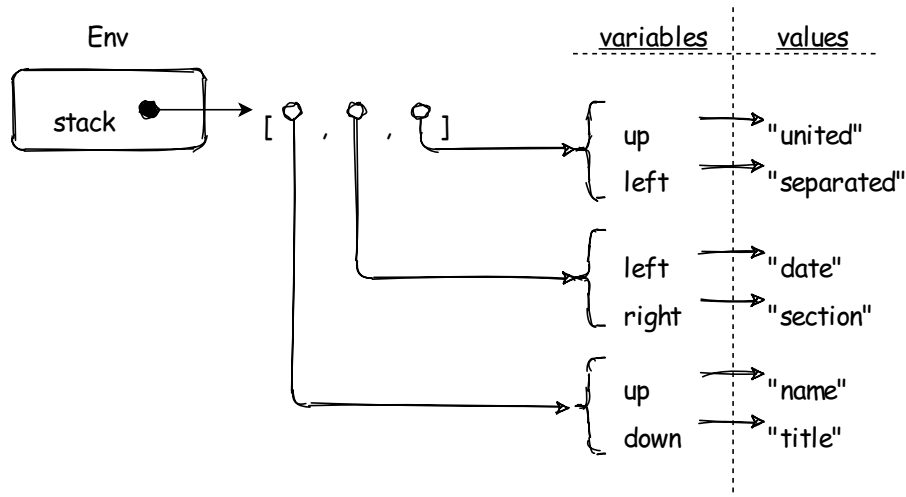 Env
variables values
stack
[ , , ]
up "united"
left "separated"
left "date"
right "section"
up "name"
down "title"